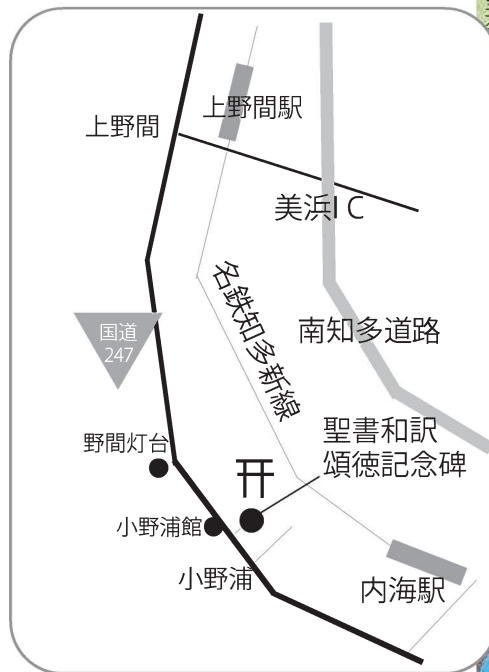 上野間駅
上野間
美浜I C
名鉄知多新線
南知多道路
国道
247
聖書和訳
頌徳記念碑
野間灯台
小野浦館
小野浦
内海駅